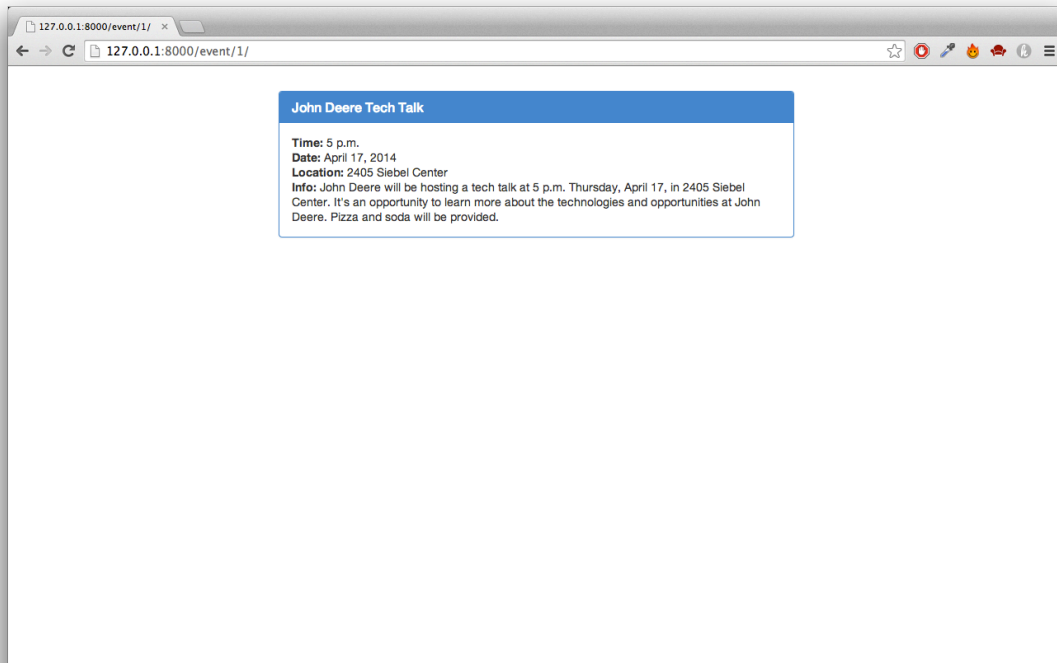 127.0.0.1:8000/event/1/
127.0.0.1:8000/event/1/
John Deere Tech Talk
Time: 5 p.m.
Date: April 17, 2014
Location: 2405 Siebel Center
Info: John Deere will be hosting a tech talk at 5 p.m. Thursday, April 17, in 2405 Siebel
Center. It's an opportunity to learn more about the technologies and opportunities at John
Deere. Pizza and soda will be provided.